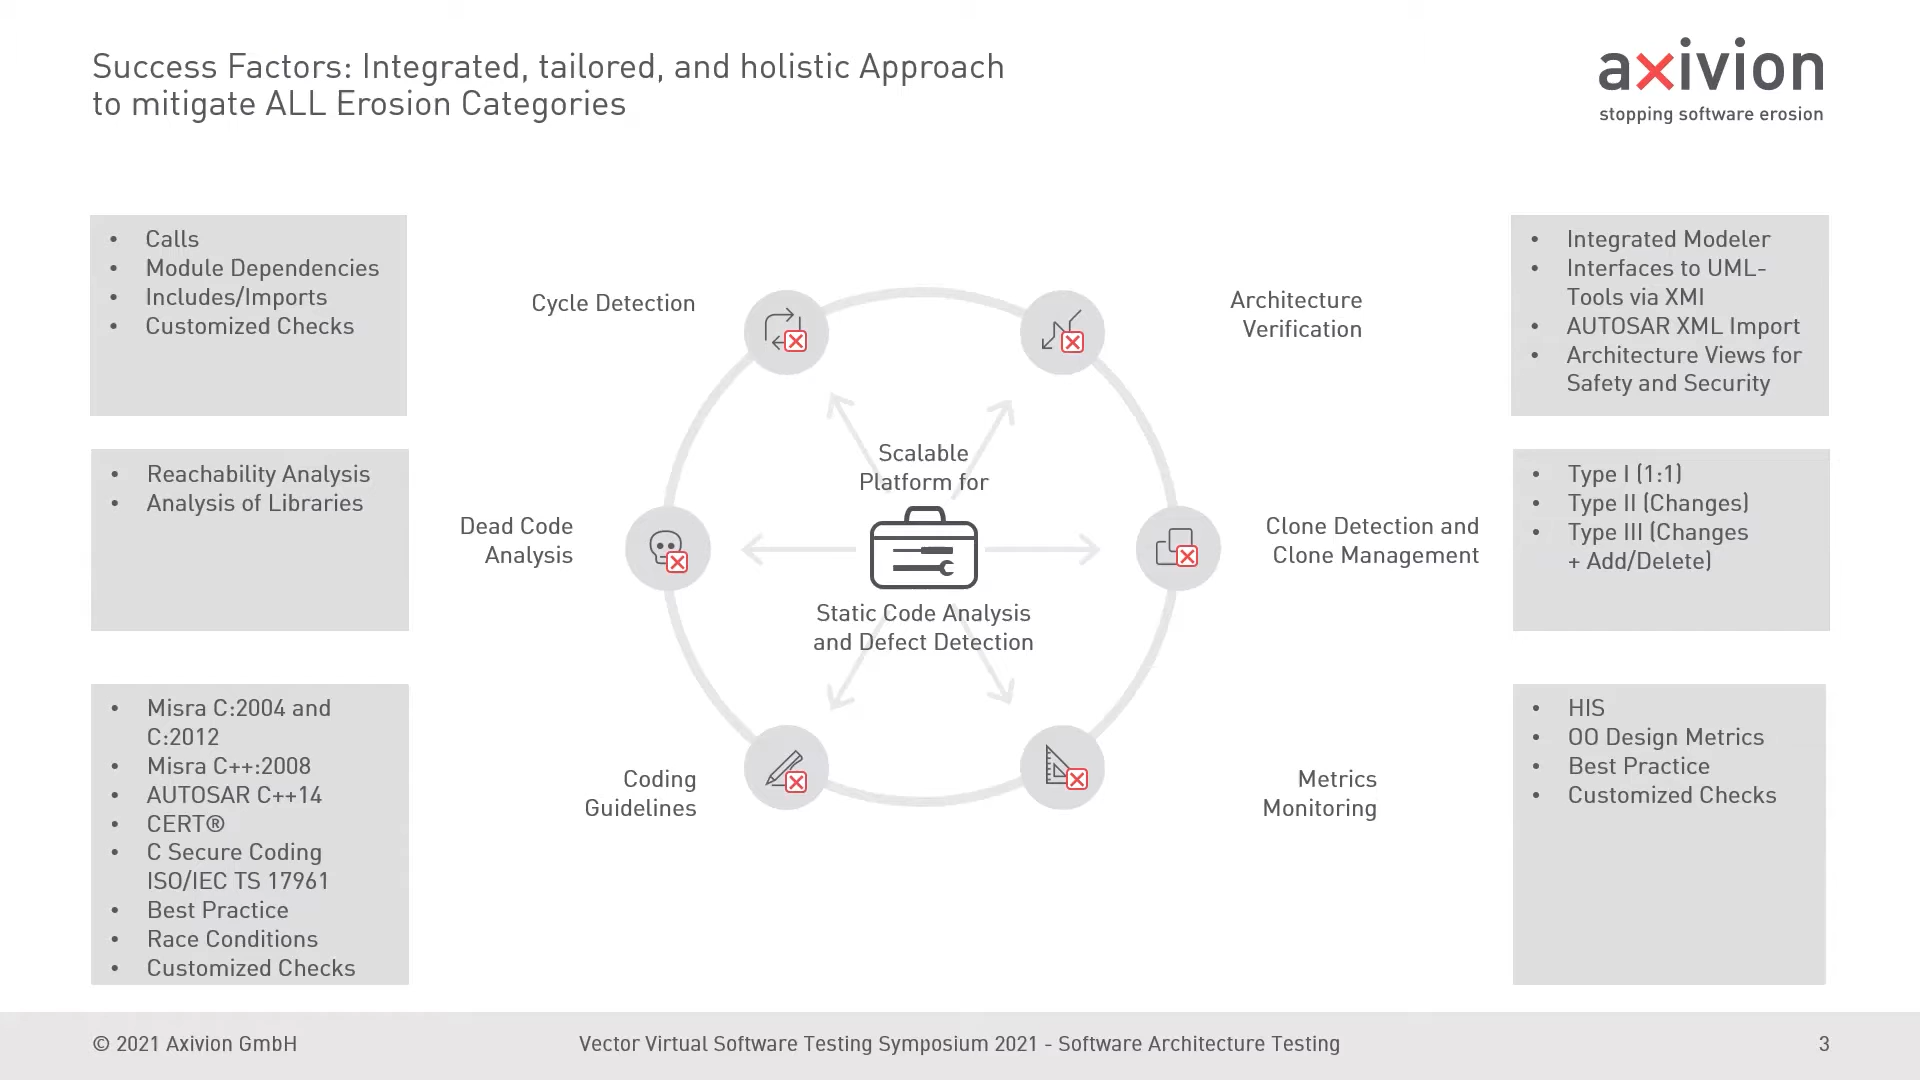 Success Factors: Integrated, tailored, and holistic Approach
to mitigate ALL Erosion Categories
axivion
stopping software erosion
• Calls
• Module Dependencies
• Includes/Imports
• Customized Checks
Cycle Detection
Architecture
Verification
• Integrated Modeler
• Interfaces to UML-
Tools via XMI
• AUTOSAR XML Import
• Architecture Views for
Safety and Security
• Reachability Analysis
• Analysis of Libraries
Dead Code
Analysis
Scalable
Platform for
Static Code Analysis
and Defect Detection
Clone Detection and
Clone Management
• Type I (1:1)
• Type II (Changes)
• Type III (Changes
+ Add/Delete)
• Misra C:2004 and
C:2012
• Misra C++:2008
• AUTOSAR C++14
• CERT®
• C Secure Coding
ISO/IEC TS 17961
• Best Practice
• Race Conditions
• Customized Checks
Coding
Guidelines
Metrics
Monitoring
• HIS
• OO Design Metrics
• Best Practice
• Customized Checks
© 2021 Axivion GmbH
Vector Virtual Software Testing Symposium 2021 - Software Architecture Testing
3